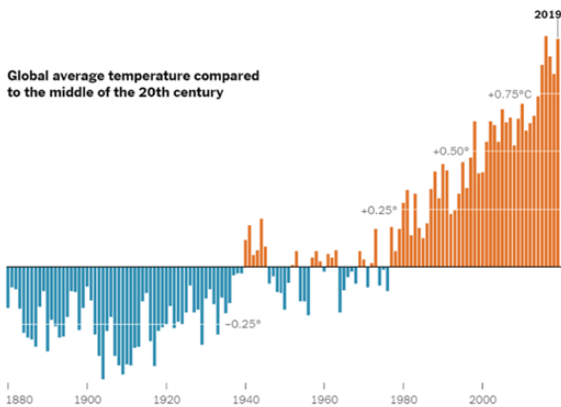 2019
Global average temperature compared
to the middle of the 20th century
+0.75°C
+0.50°
+0.25°
−0.25°
1880 1900 1920 1940 1960 1980 2000